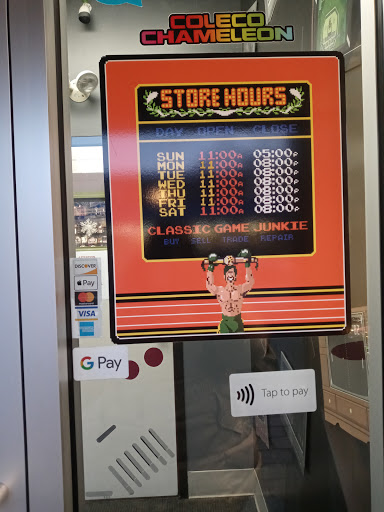 COLECO
CHAMELEON
STORE HOURS
DAY OPEN CLOSE
SUN 11:00A 05:00P
MON 11:00A 08:00P
TUE 11:00A 08:00P
WED 11:00A 08:00P
THU 11:00A 08:00P
FRI 11:00A 08:00P
SAT 11:00A 08:00P
CLASSIC GAME JUNKIE
BUY SELL TRADE REPAIR
DISCOVER
Pay
MasterCard
VISA
G Pay
Tap to pay